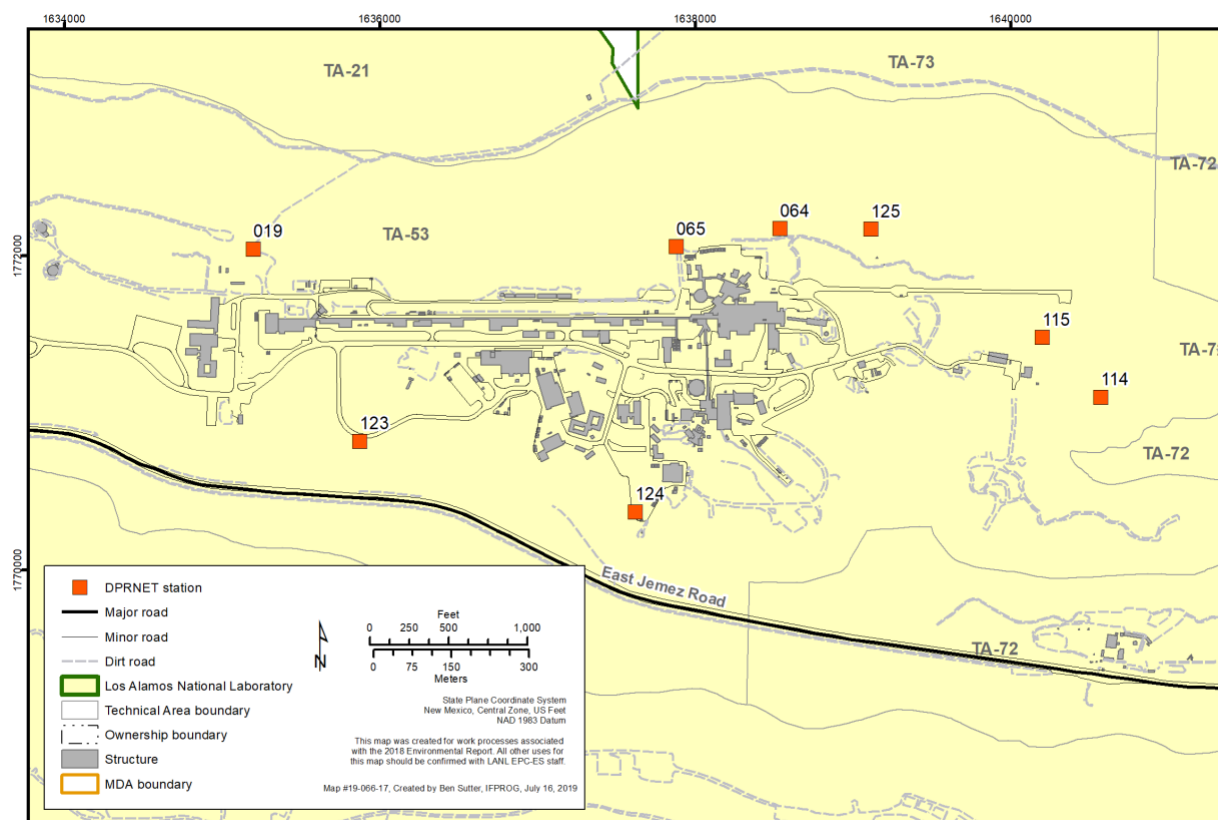 1634000
1636000
1638000
1640000
TA-21
TA-73
TA-72
019
TA-53
065
064
125
1772000
115
TA-7
114
123
TA-72
124
1770000
East Jemez Road
TA-72
DPRNET station
Major road
Minor road
Dirt road
Los Alamos National Laboratory
Technical Area boundary
Ownership boundary
Structure
MDA boundary
N
Feet
0 250 500 1,000
0 75 150 300
Meters
State Plane Coordinate System
New Mexico, Central Zone, US Feet
NAD 1983 Datum
This map was created for work processes associated
with the 2018 Environmental Report. All other uses for
this map should be confirmed with LANL EPC-ES staff.
Map #19-066-17, Created by Ben Sutter, IFPROG, July 16, 2019